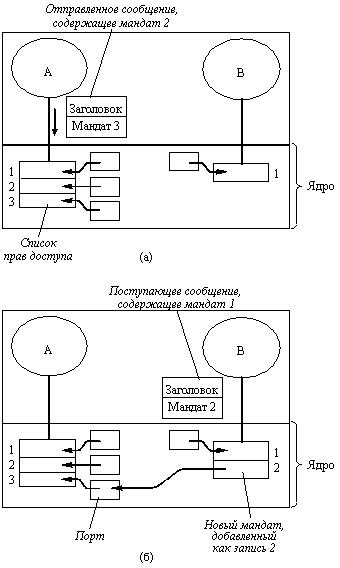 Отправленное сообщение,
содержащее мандат 2
A
B
Заголовок
Мандат 3
1
2
3
1
Ядро
Список
прав доступа
(а)
Поступающее сообщение,
содержащее мандат 1
A
B
Заголовок
Мандат 2
1
2
3
1
2
Ядро
Порт
Новый мандат,
добавленный
как запись 2
(б)